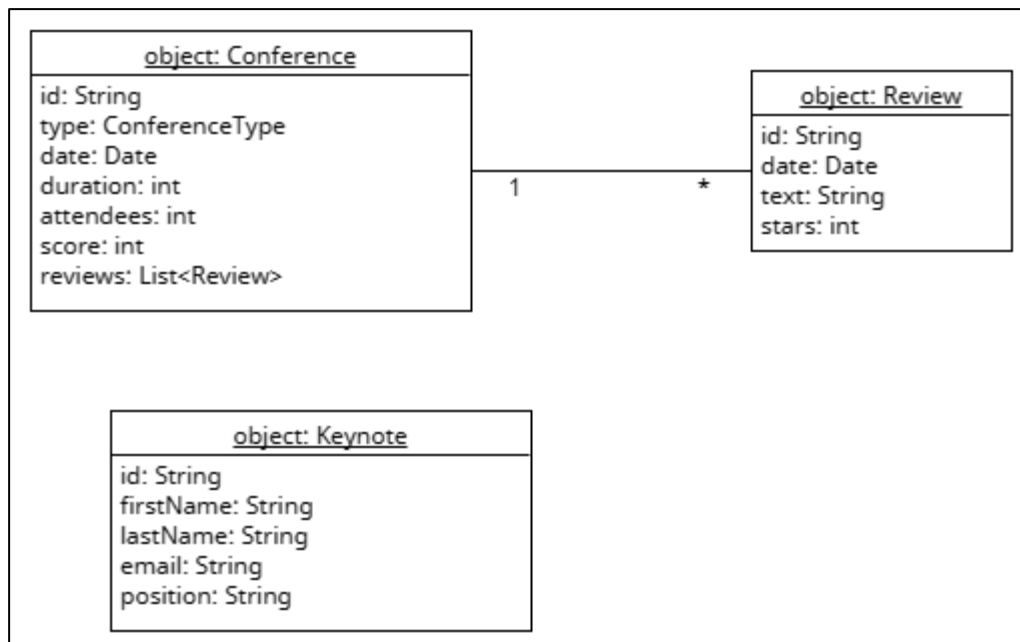 object: Conference
id: String
type: ConferenceType
date: Date
duration: int
attendees: int
score: int
reviews: List<Review>
1
*
object: Review
id: String
date: Date
text: String
stars: int
object: Keynote
id: String
firstName: String
lastName: String
email: String
position: String